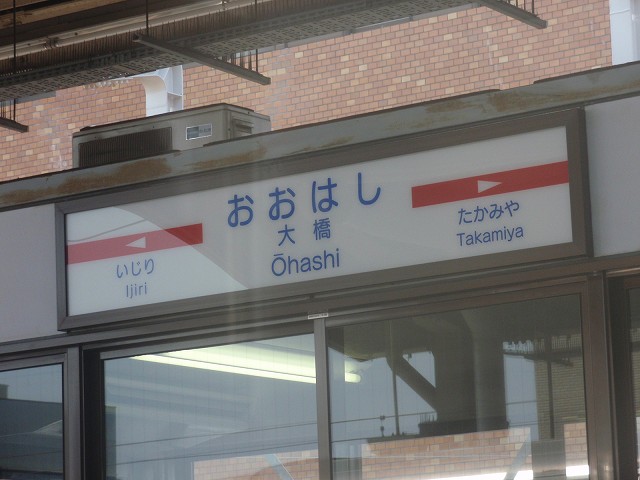 おおはし
大橋
Ōhashi
いじり
Ijiri
たかみや
Takamiya